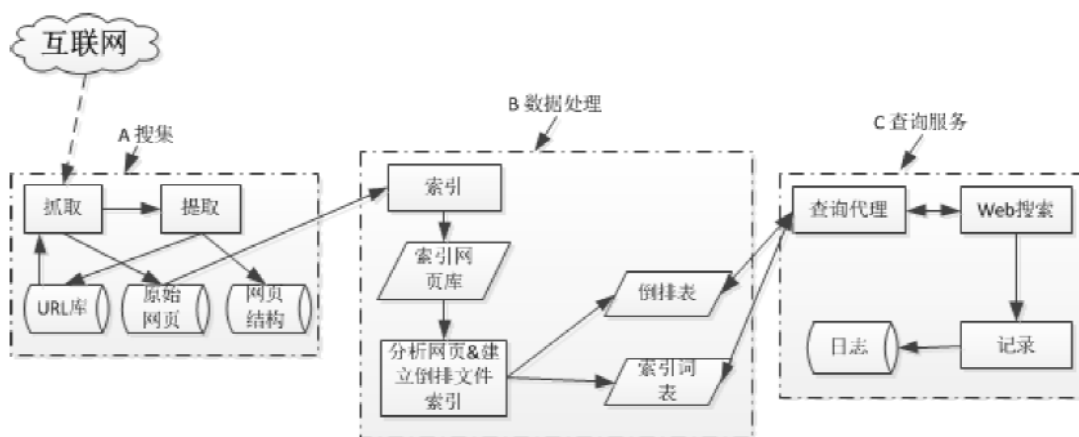 互联网
A 搜集
抓取
提取
URL库
原始
网页
网页
结构
B 数据处理
索引
索引网
页库
分析网页&建
立倒排文件
索引
倒排表
索引词
表
C 查询服务
查询代理
Web搜索
日志
记录